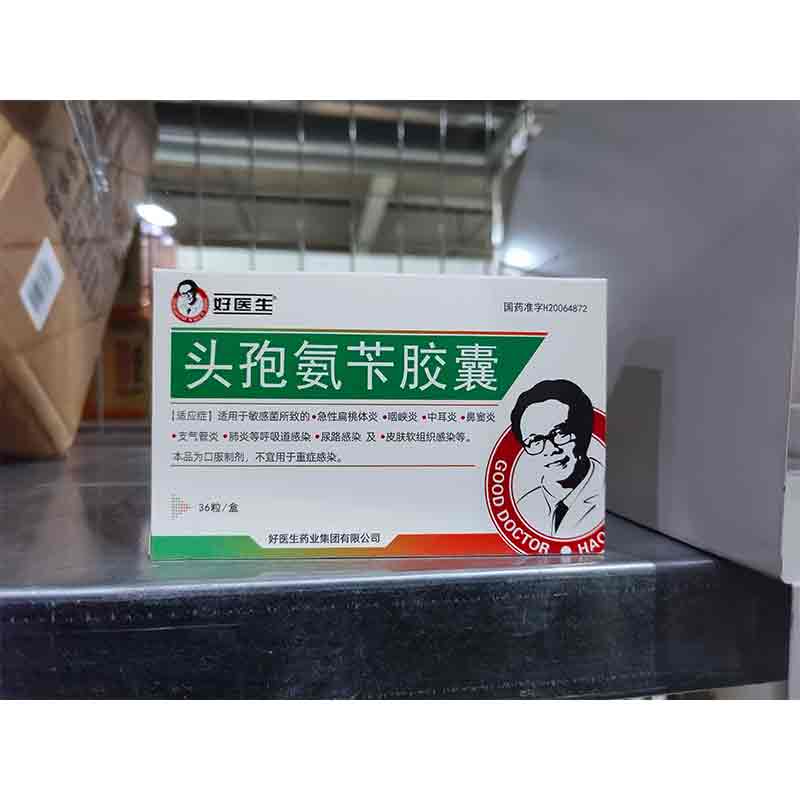 好医生®
国药准字H20064872
头孢氨苄胶囊
【适应症】适用于敏感菌所致的•急性扁桃体炎 •咽峡炎 •中耳炎 •鼻窦炎
•支气管炎 •肺炎等呼吸道感染 •尿路感染 及 •皮肤软组织感染等。
本品为口服制剂，不宜用于重症感染。
36粒/盒
好医生药业集团有限公司
GOOD DOCTOR • HAO